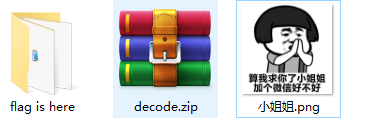 算我求你了小姐姐
加个微信好不好
flag is here
decode.zip
小姐姐.png